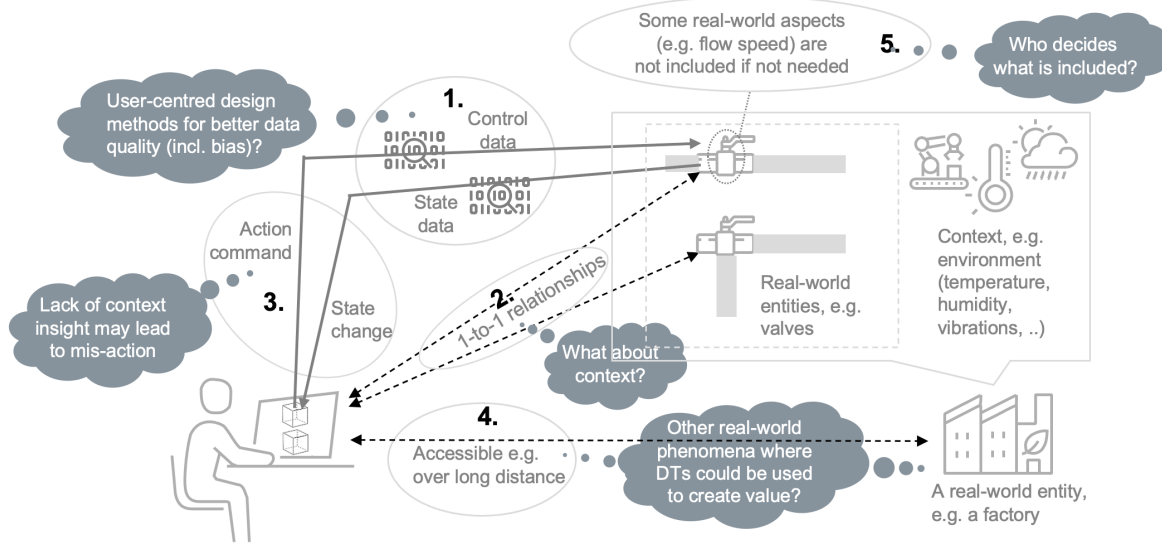 Some real-world aspects
(e.g. flow speed) are
not included if not needed
5.
Who decides
what is included?
User-centred design
methods for better data
quality (incl. bias)?
1.
Control
data
State
data
Action
command
3.
State
change
Lack of context
insight may lead
to mis-action
2.
1-to-1 relationships
What about
context?
Real-world
entities, e.g.
valves
Context, e.g.
environment
(temperature,
humidity,
vibrations, ..)
4.
Accessible e.g.
over long distance
Other real-world
phenomena where
DTs could be used
to create value?
A real-world entity,
e.g. a factory